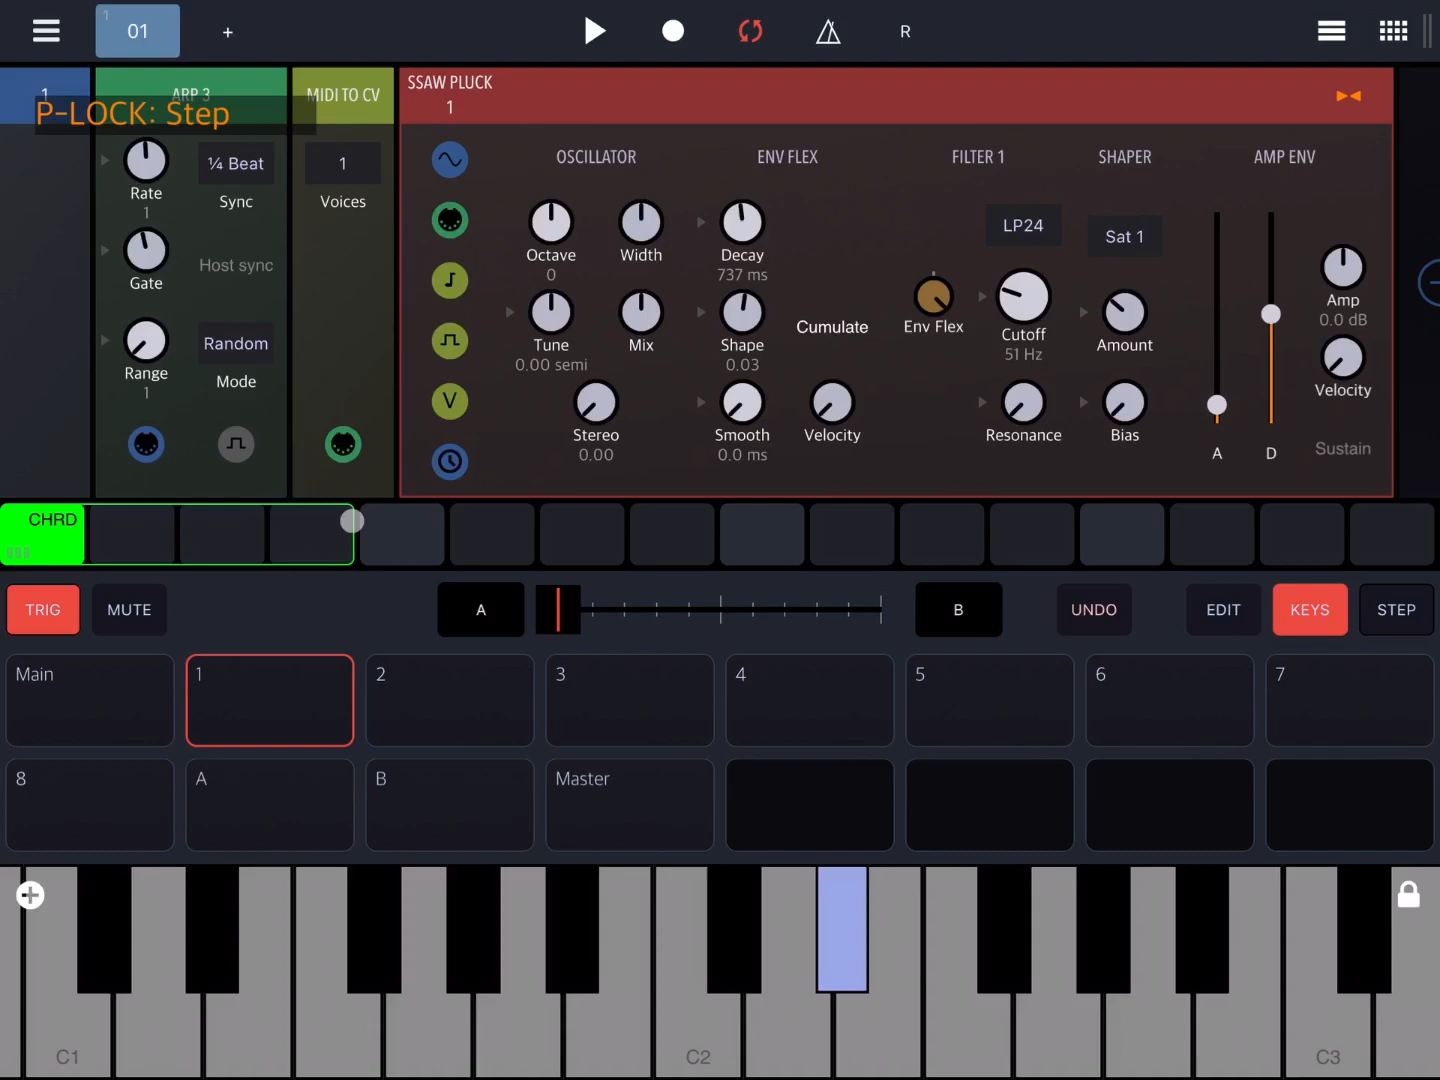 1
01
+
R
1
ARP 3
MIDI TO CV
SSAW PLUCK
1
P-LOCK: Step
OSCILLATOR
ENV FLEX
FILTER 1
SHAPER
AMP ENV
Rate
1
¼ Beat
Sync
1
Voices
Gate
Host sync
Range
1
Random
Mode
V
Octave
0
Width
Decay
737 ms
LP24
Sat 1
Tune
0.00 semi
Mix
Shape
0.03
Cumulate
Env Flex
Cutoff
51 Hz
Amount
Amp
0.0 dB
Stereo
0.00
Smooth
0.0 ms
Velocity
Resonance
Bias
A
D
Velocity
Sustain
CHRD
TRIG
MUTE
A
B
UNDO
EDIT
KEYS
STEP
Main
1
2
3
4
5
6
7
8
A
B
Master
C1
C2
C3